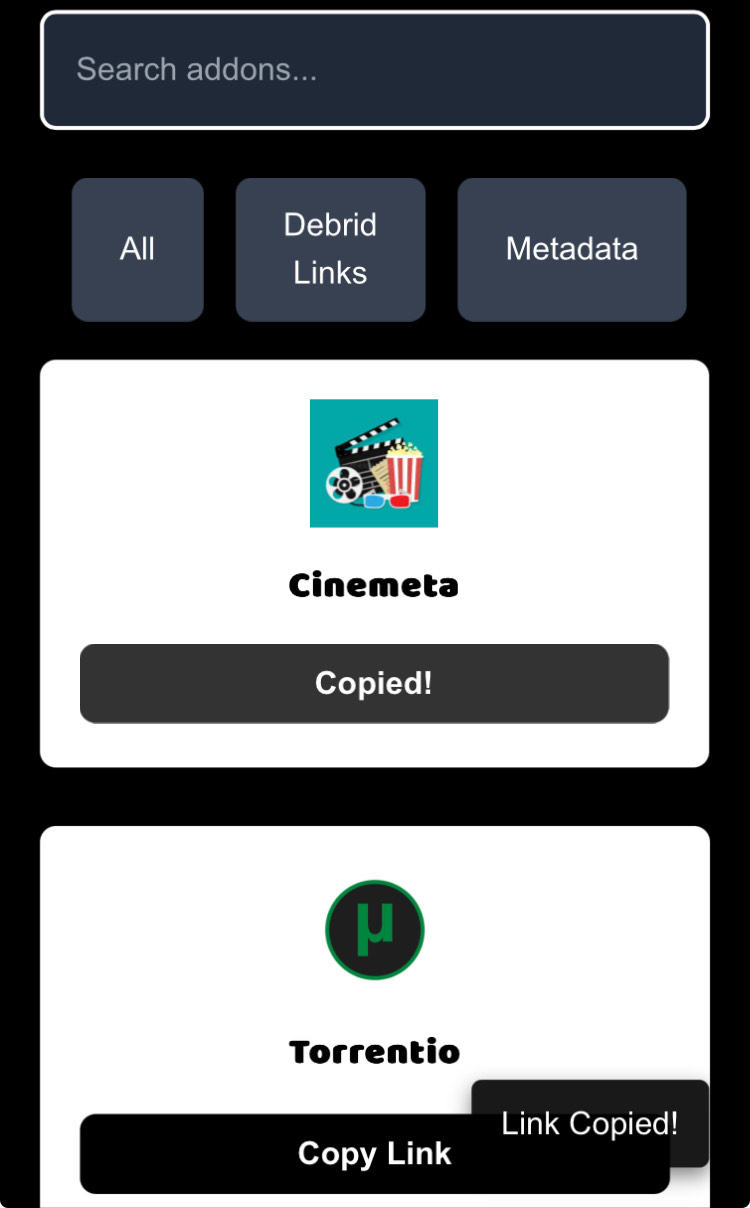 Search addons...
All
Debrid
Links
Metadata
Cinemeta
Copied!
µ
Torrentio
Link Copied!
Copy Link